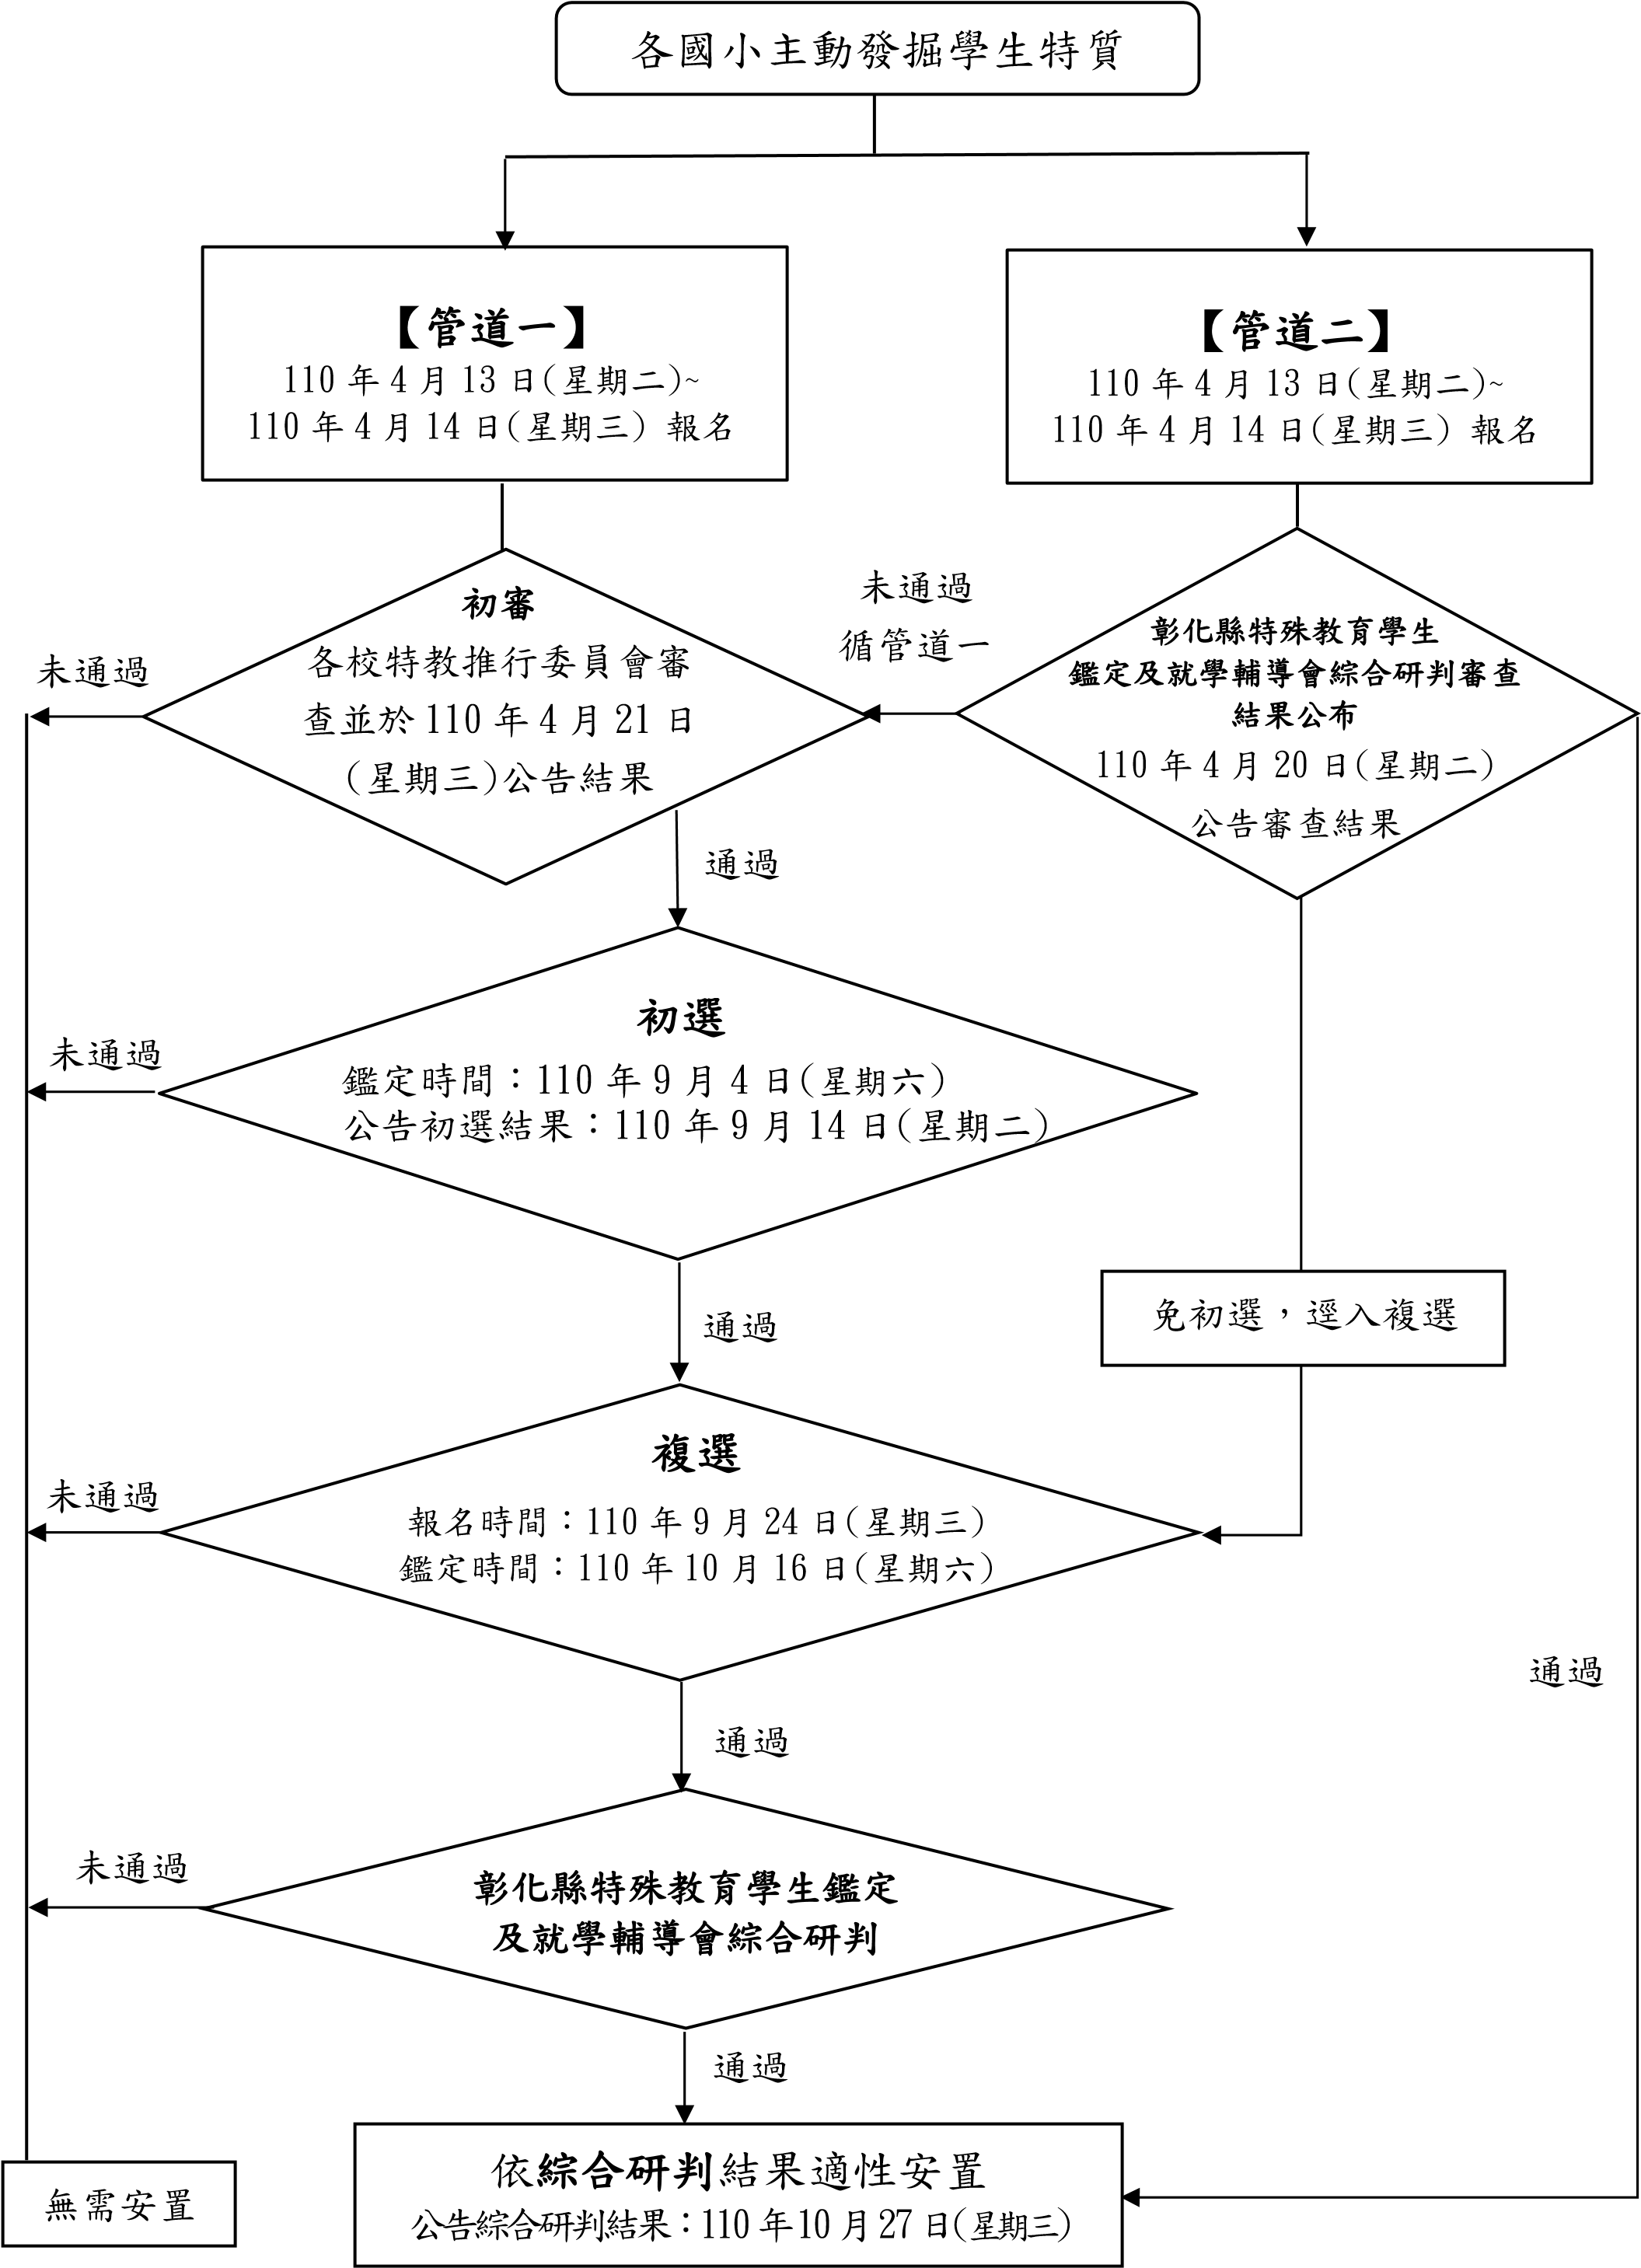 各國小主動發掘學生特質
【管道一】
110 年 4 月 13 日(星期二)~
110 年 4 月 14 日(星期三) 報名
【管道二】
110 年 4 月 13 日(星期二)~
110 年 4 月 14 日(星期三) 報名
初審
各校特教推行委員會審
查並於 110 年 4 月 21 日
(星期三)公告結果
未通過
未通過
循管道一
彰化縣特殊教育學生
鑑定及就學輔導會綜合研判審查
結果公布
110 年 4 月 20 日(星期二)
公告審查結果
通過
初選
鑑定時間：110 年 9 月 4 日(星期六)
公告初選結果：110 年 9 月 14 日(星期二)
未通過
通過
免初選，逕入複選
複選
報名時間：110 年 9 月 24 日(星期三)
鑑定時間：110 年 10 月 16 日(星期六)
未通過
通過
通過
彰化縣特殊教育學生鑑定
及就學輔導會綜合研判
未通過
通過
依綜合研判結果適性安置
公告綜合研判結果：110 年 10 月 27 日(星期三)
無需安置